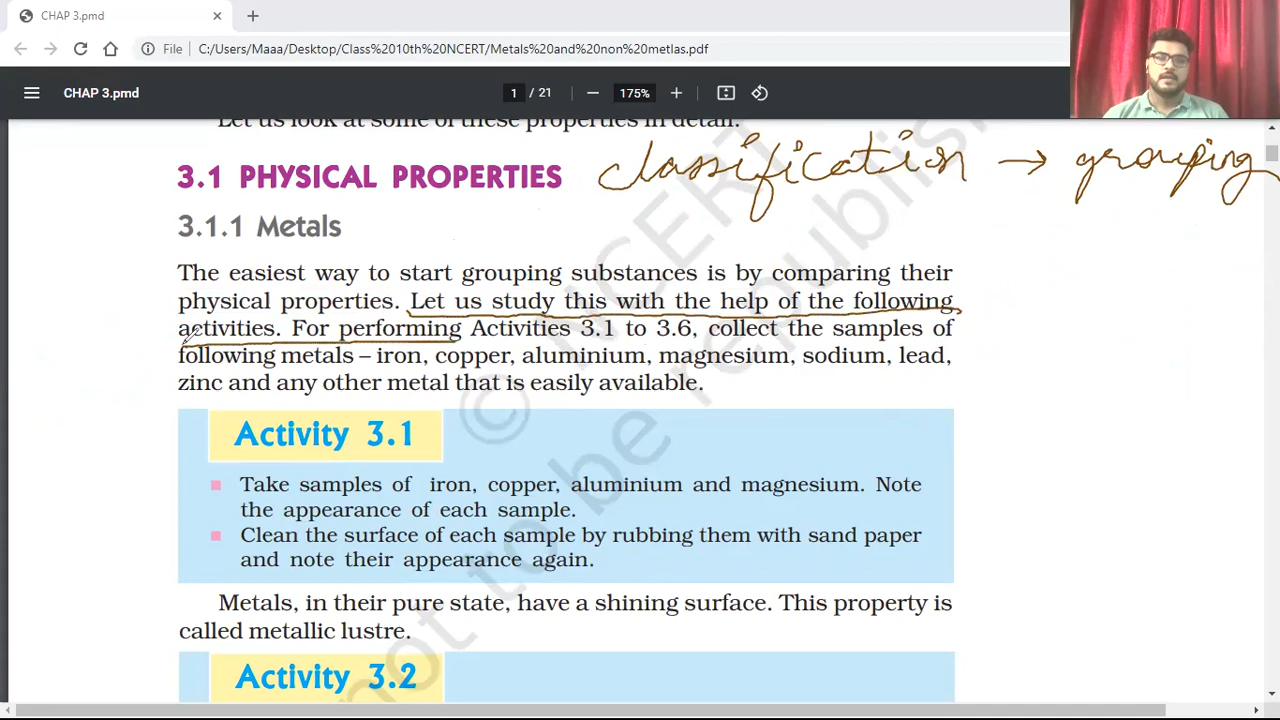 CHAP 3.pmd
File C:/Users/Maaa/Desktop/Class%2010th%20NCERT/Metals%20and%20non%20metlas.pdf
CHAP 3.pmd 1 / 21 175%
Let us look at some of these properties in detail.
3.1 PHYSICAL PROPERTIES classification → grouping
3.1.1 Metals
The easiest way to start grouping substances is by comparing their
physical properties. Let us study this with the help of the following
activities. For performing Activities 3.1 to 3.6, collect the samples of
following metals – iron, copper, aluminium, magnesium, sodium, lead,
zinc and any other metal that is easily available.
Activity 3.1
Take samples of iron, copper, aluminium and magnesium. Note
the appearance of each sample.
Clean the surface of each sample by rubbing them with sand paper
and note their appearance again.
Metals, in their pure state, have a shining surface. This property is
called metallic lustre.
Activity 3.2
© NCERT
not to be republished